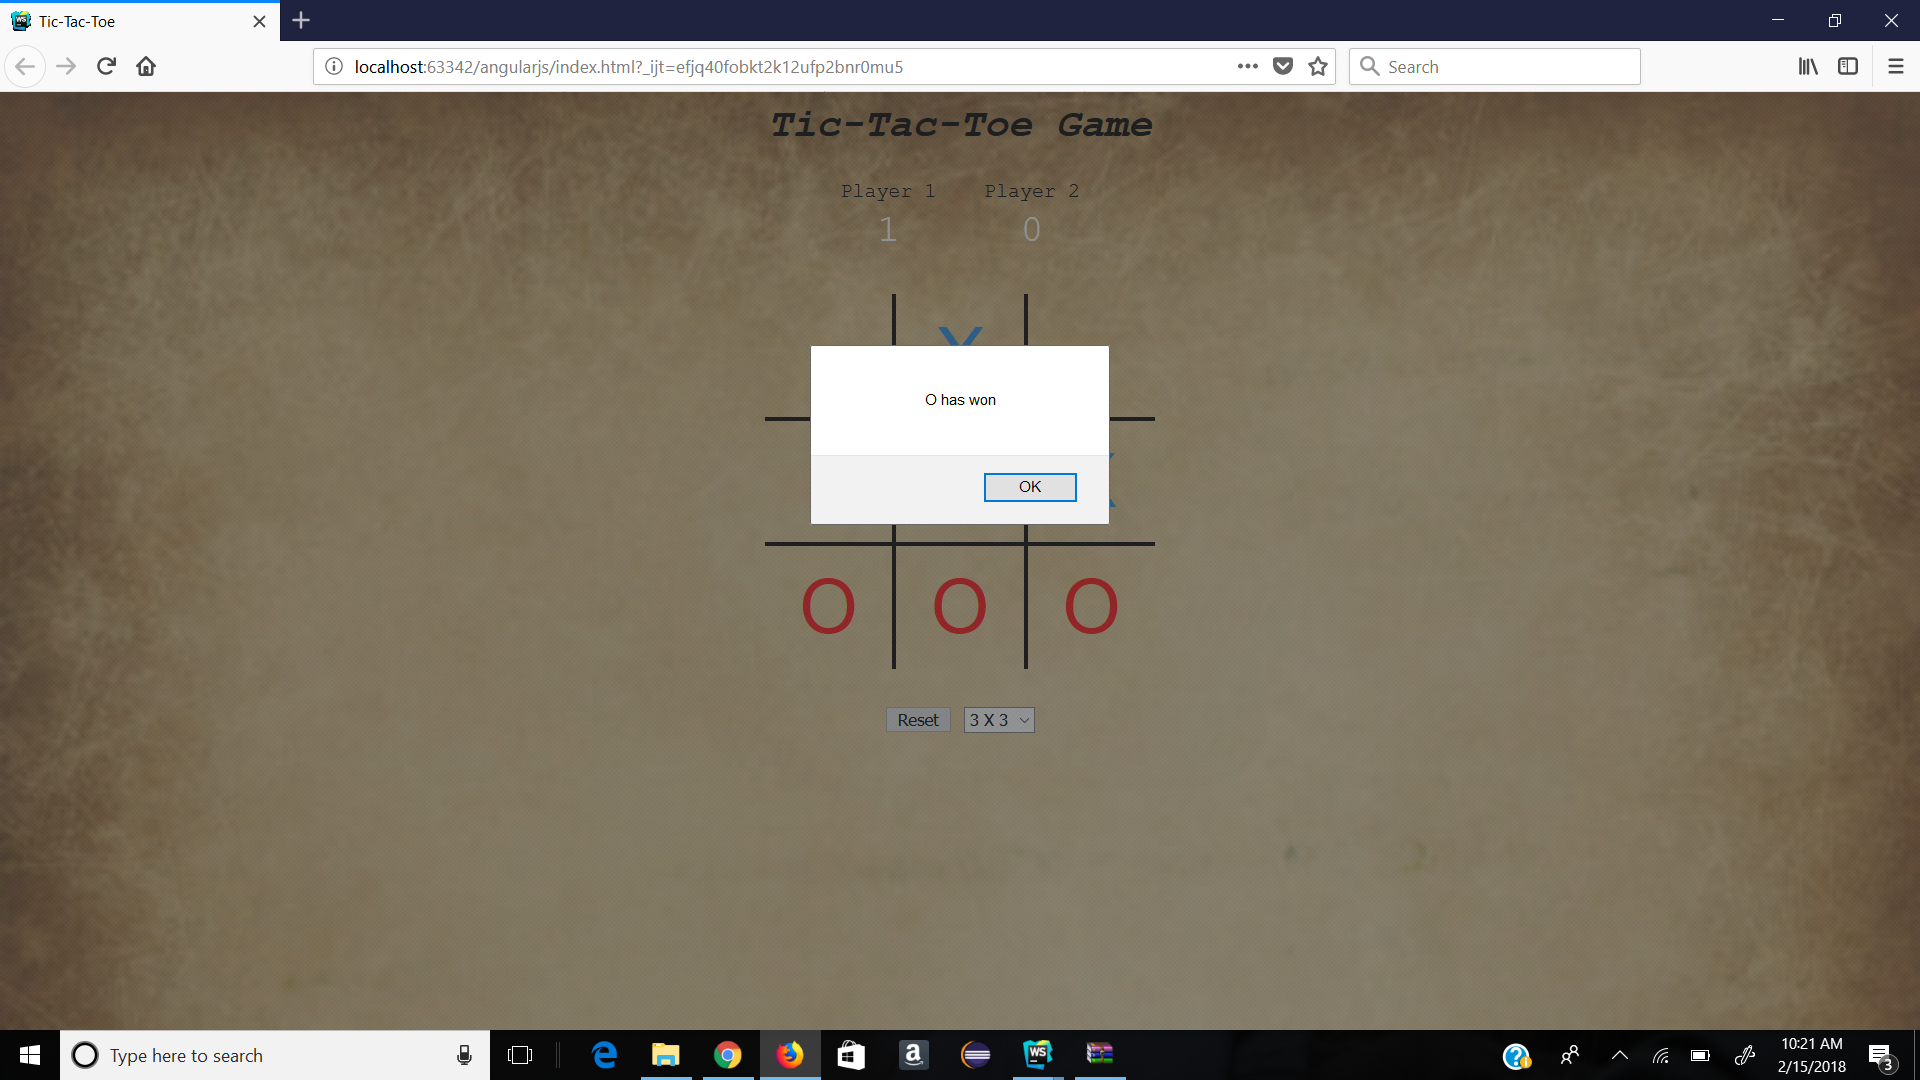 Tic-Tac-Toe
localhost:63342/angularjs/index.html?_ijt=efjq40fobkt2k12ufp2bnr0mu5
Search
Tic-Tac-Toe Game
Player 1 Player 2
1 0
X
O has won
OK
X
O O O
Reset 3 X 3
Type here to search
WS
10:21 AM
2/15/2018
3